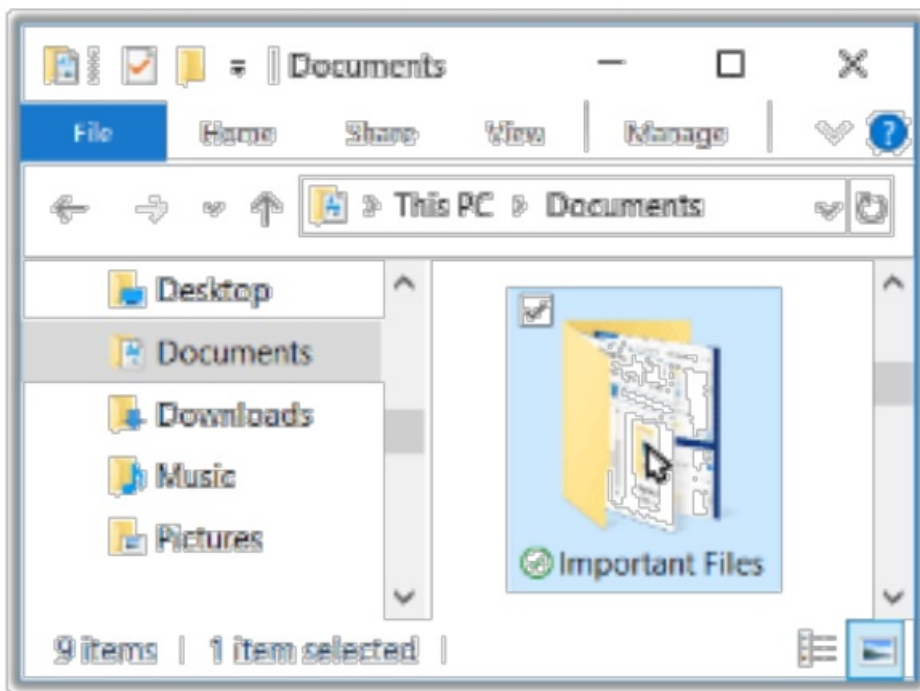 Documents
File Home Share View Manage ?
This PC Documents
Desktop
Documents
Downloads
Music
Pictures
Important Files
9 items 1 item selected